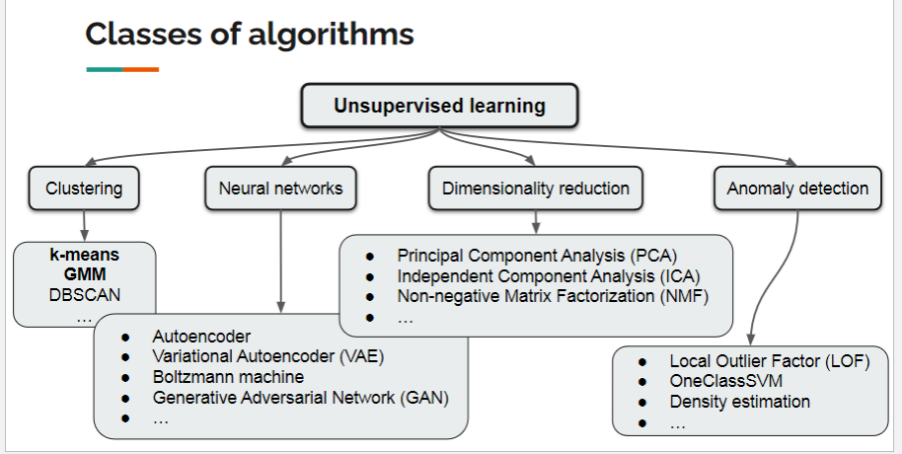 Classes of algorithms
Unsupervised learning
Clustering
Neural networks
Dimensionality reduction
Anomaly detection
k-means
GMM
DBSCAN
…
● Autoencoder
● Variational Autoencoder (VAE)
● Boltzmann machine
● Generative Adversarial Network (GAN)
● …
● Principal Component Analysis (PCA)
● Independent Component Analysis (ICA)
● Non-negative Matrix Factorization (NMF)
● …
● Local Outlier Factor (LOF)
● OneClassSVM
● Density estimation
● …